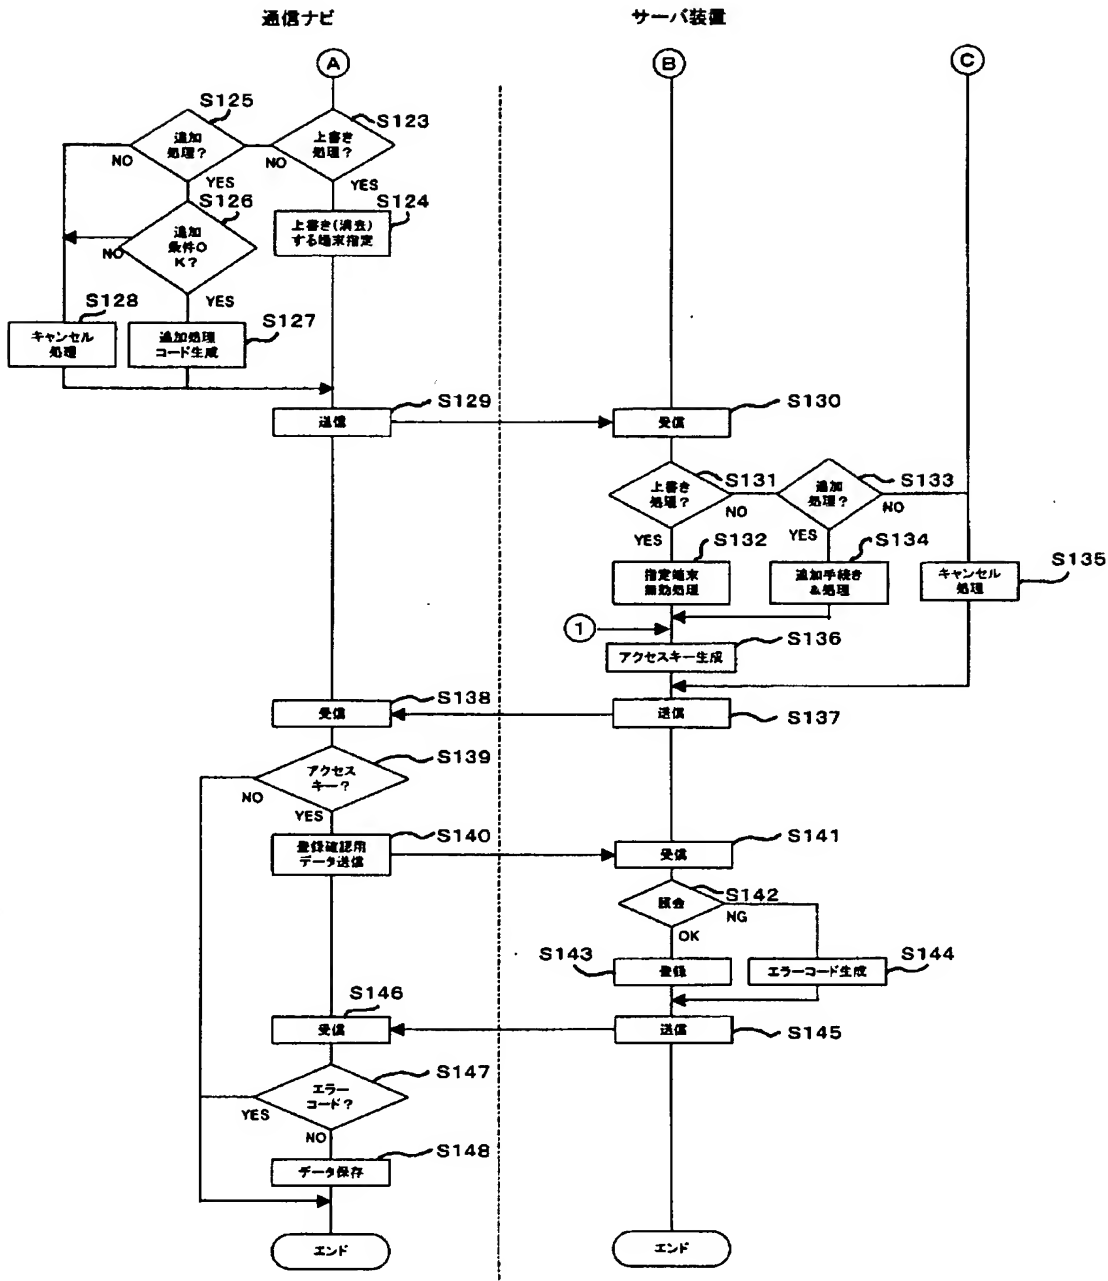 通信ナビ
サーバ装置
A
B
C
S125
S123
追加
処理?
上書き
処理?
NO
NO
YES
YES
S126
S124
追加
条件O
K?
上書き(消去)
する端末指定
NO
YES
S128
S127
キャンセル
処理
追加処理
コード生成
S129
送信
S130
受信
S131
S133
上書き
処理?
追加
処理?
NO
NO
YES
YES
S132
S134
S135
指定端末
無効処理
追加手続き
&処理
キャンセル
処理
1
S136
アクセスキー生成
S138
受信
送信
S137
S139
アクセス
キー?
NO
YES
S140
S141
登録確認用
データ送信
受信
S142
照会
NG
OK
S143
S144
登録
エラーコード生成
S146
受信
送信
S145
S147
エラー
コード?
YES
NO
S148
データ保存
エンド
エンド